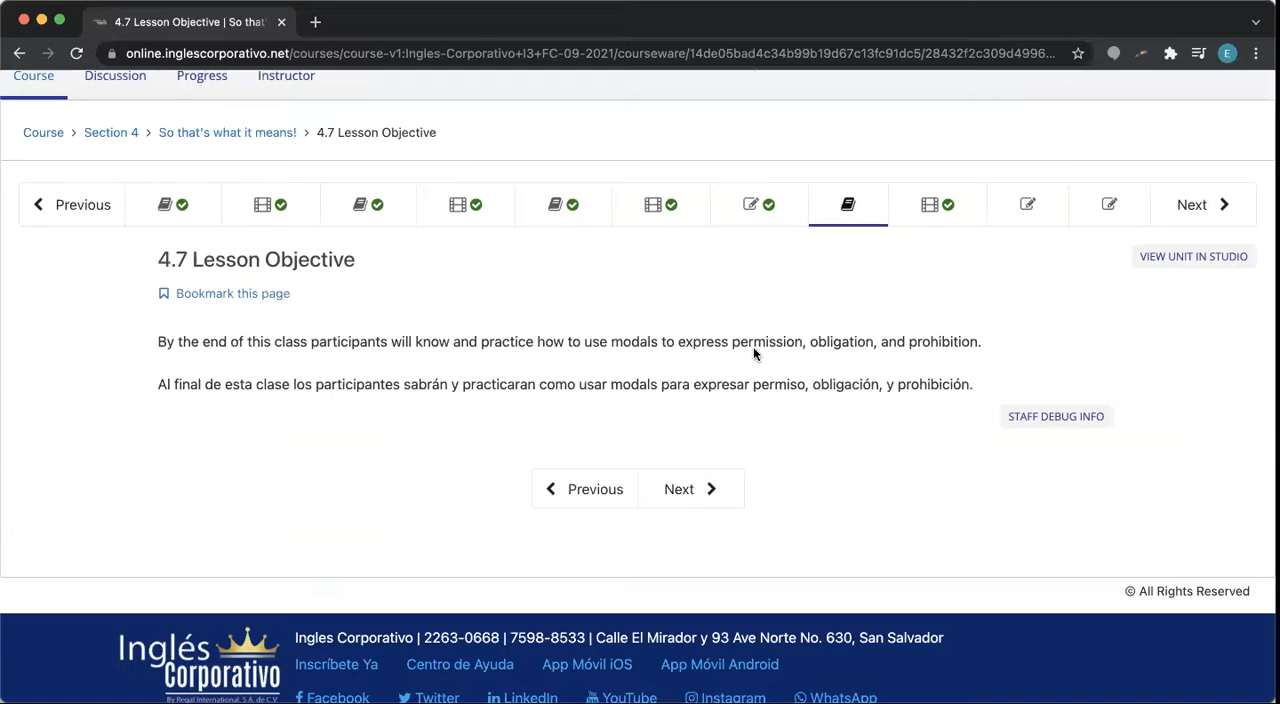 4.7 Lesson Objective | So that
online.inglescorporativo.net/courses/course-v1:Ingles-Corporativo+I3+FC-09-2021/courseware/14de05bad4c34b99b19d67c13fc91dc5/28432f2c309d4996...
E
Course Discussion Progress Instructor
Course > Section 4 > So that's what it means! > 4.7 Lesson Objective
Previous Next
4.7 Lesson Objective
VIEW UNIT IN STUDIO
Bookmark this page
By the end of this class participants will know and practice how to use modals to express permission, obligation, and prohibition.
Al final de esta clase los participantes sabrán y practicaran como usar modals para expresar permiso, obligación, y prohibición.
STAFF DEBUG INFO
Previous Next
© All Rights Reserved
Inglés Corporativo
By Regal International, S.A. de C.V.
Ingles Corporativo | 2263-0668 | 7598-8533 | Calle El Mirador y 93 Ave Norte No. 630, San Salvador
Inscríbete Ya Centro de Ayuda App Móvil iOS App Móvil Android
Facebook Twitter LinkedIn YouTube Instagram WhatsApp